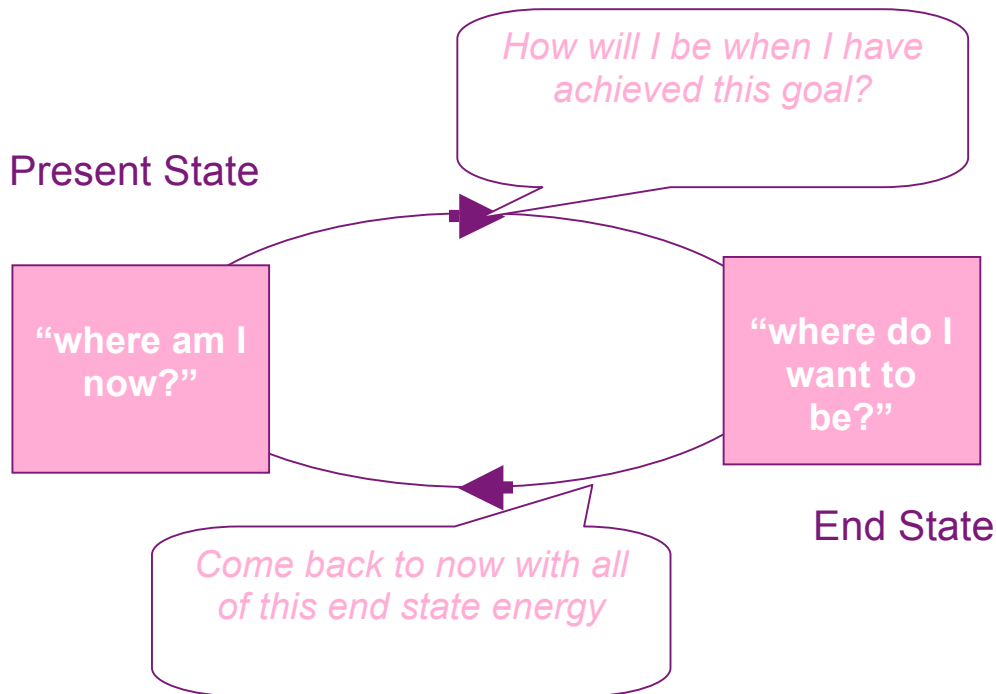 How will I be when I have
achieved this goal?
Present State
“where am I
now?”
“where do I
want to
be?”
End State
Come back to now with all
of this end state energy